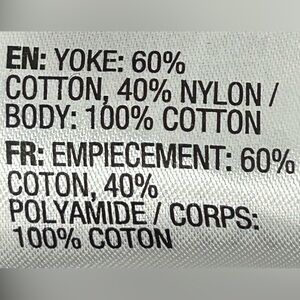 EN: YOKE: 60%
COTTON, 40% NYLON /
BODY: 100% COTTON
FR: EMPIECEMENT: 60%
COTON, 40%
POLYAMIDE / CORPS:
100% COTON